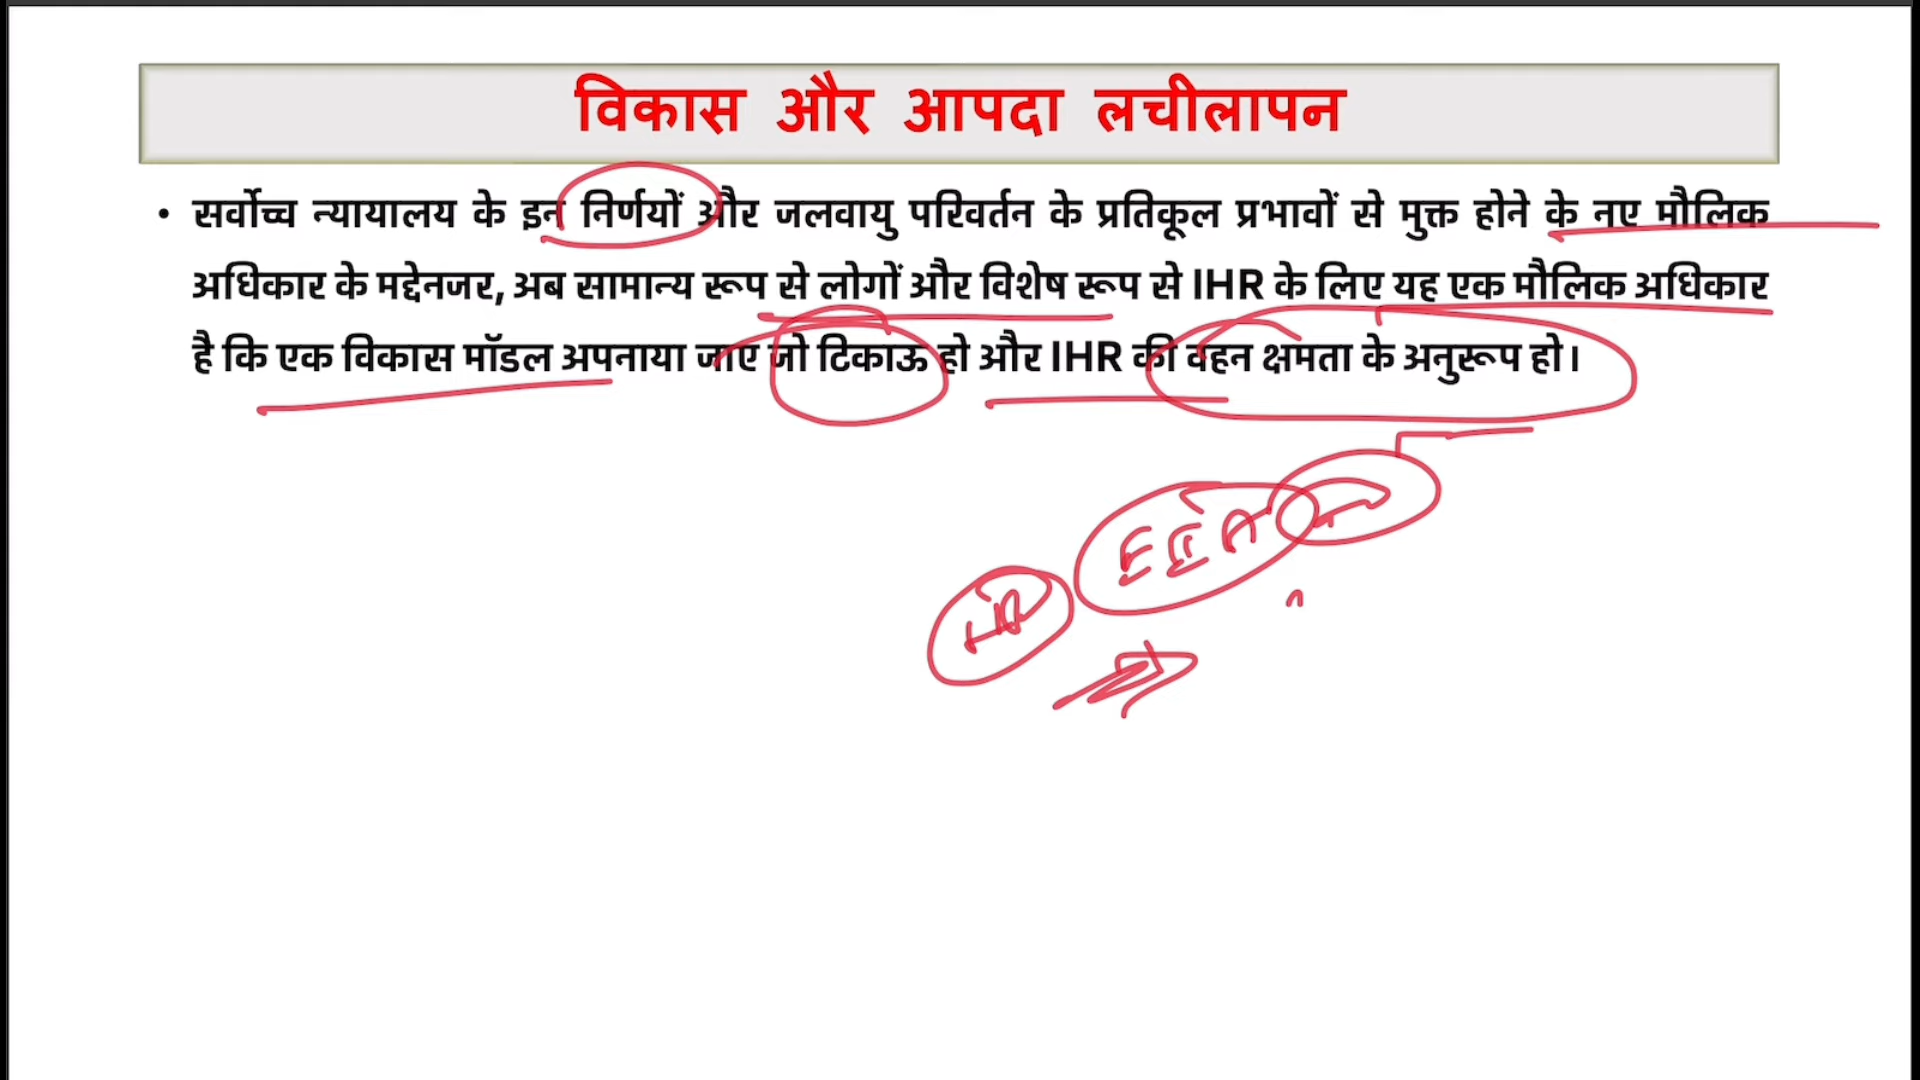 विकास और आपदा लचीलापन
• सर्वोच्च न्यायालय के इन निर्णयों और जलवायु परिवर्तन के प्रतिकूल प्रभावों से मुक्त होने के नए मौलिक
अधिकार के मद्देनजर, अब सामान्य रूप से लोगों और विशेष रूप से IHR के लिए यह एक मौलिक अधिकार
है कि एक विकास मॉडल अपनाया जाए जो टिकाऊ हो और IHR की वहन क्षमता के अनुरूप हो।